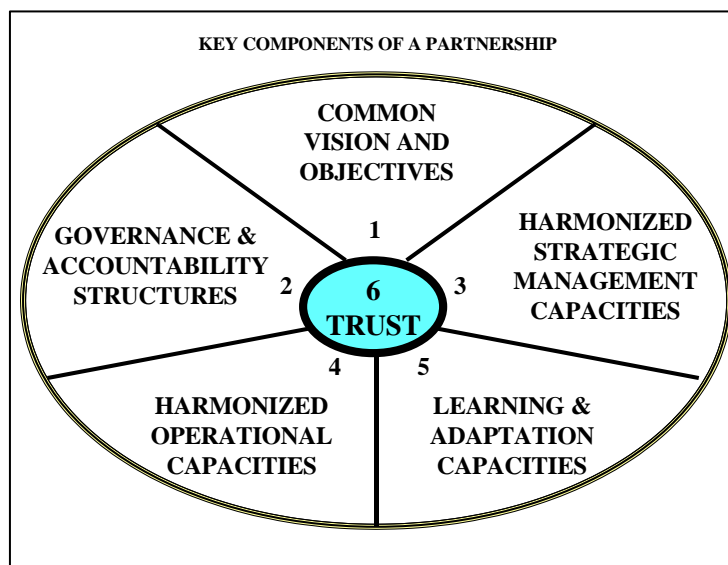 KEY COMPONENTS OF A PARTNERSHIP
COMMON
VISION AND
OBJECTIVES
1
GOVERNANCE &
ACCOUNTABILITY
STRUCTURES
2
HARMONIZED
STRATEGIC
MANAGEMENT
CAPACITIES
3
6
TRUST
4
HARMONIZED
OPERATIONAL
CAPACITIES
5
LEARNING &
ADAPTATION
CAPACITIES